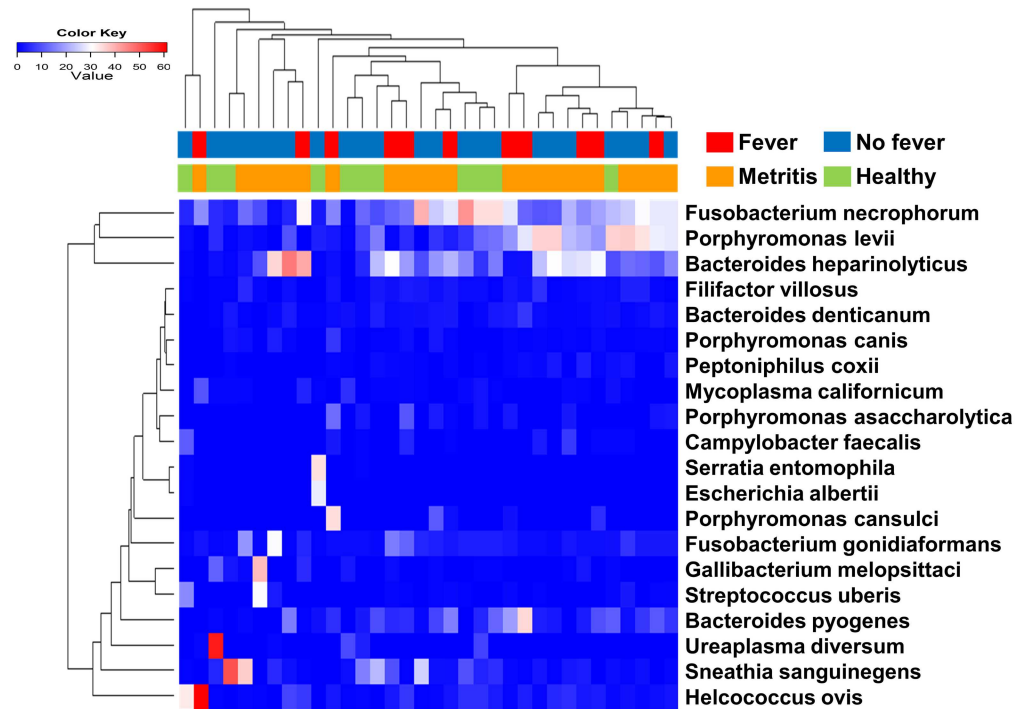 Color Key
0 10 20 30 40 50 60
Value
Fever No fever
Metritis Healthy
Fusobacterium necrophorum
Porphyromonas levii
Bacteroides heparinolyticus
Filifactor villosus
Bacteroides denticanum
Porphyromonas canis
Peptoniphilus coxii
Mycoplasma californicum
Porphyromonas asaccharolytica
Campylobacter faecalis
Serratia entomophila
Escherichia albertii
Porphyromonas cansulci
Fusobacterium gonidiaformans
Gallibacterium melopsittaci
Streptococcus uberis
Bacteroides pyogenes
Ureaplasma diversum
Sneathia sanguinegens
Helcococcus ovis